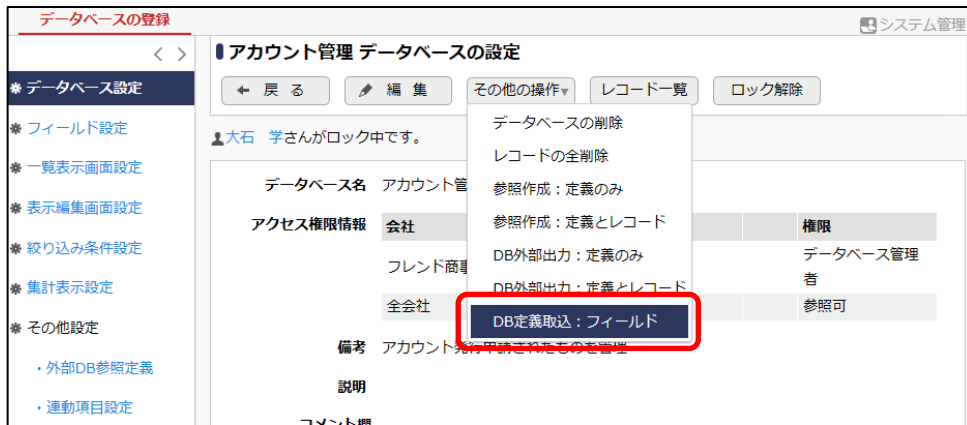 データベースの登録
システム管理
< >
アカウント管理 データベースの設定
データベース設定
戻 る 編 集 その他の操作▼ レコード一覧 ロック解除
データベースの削除
フィールド設定
大石 学さんがロック中です。
レコードの全削除
一覧表示画面設定
データベース名 アカウント管
参照作成：定義のみ
表示編集画面設定
アクセス権限情報 会社 権限
参照作成：定義とレコード
絞り込み条件設定
フレンド商事
DB外部出力：定義のみ
データベース管理
者
集計表示設定
DB外部出力：定義とレコード
全会社 参照可
その他設定
DB定義取込：フィールド
備考 アカウント発行申請されたものを管理
・外部DB参照定義
説明
・連動項目設定
コメント欄